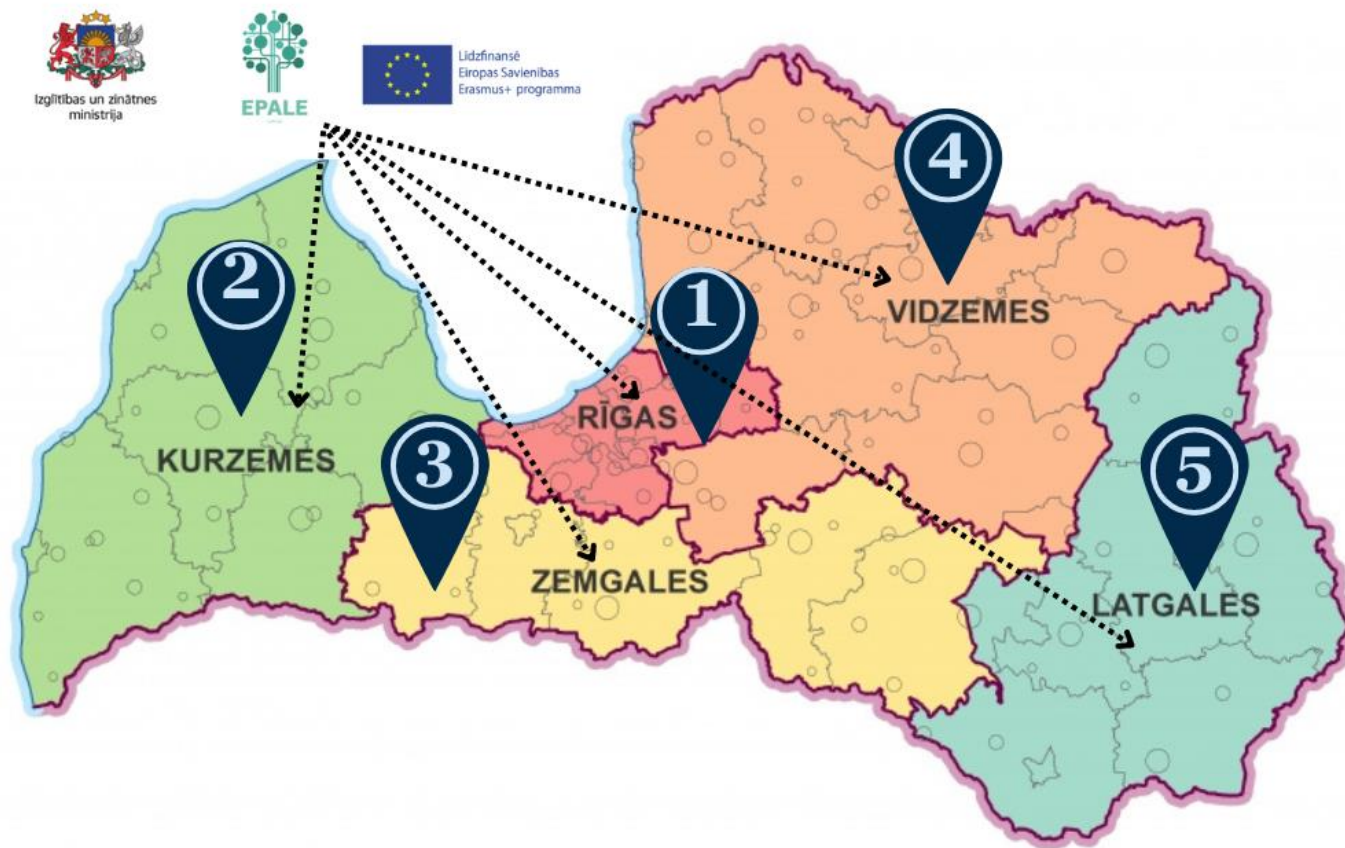 Izglītības un zinātnes
ministrija
EPALE
Līdzfinansē
Eiropas Savienības
Erasmus+ programma
4
2
1
VIDZEMES
RĪGAS
KURZEMES
3
5
ZEMGALES
LATGALES